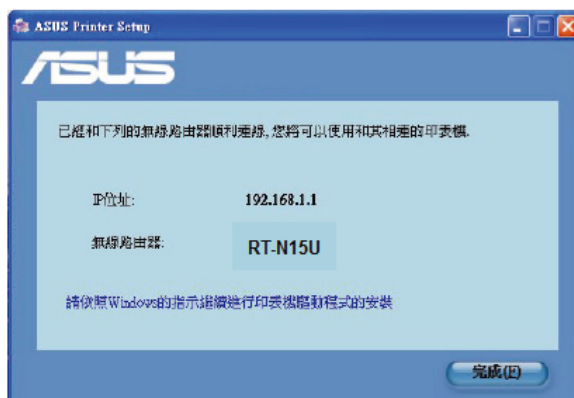 ASUS Printer Setup
ASUS
已經和下列的無線路由器順利連線, 您將可以使用和其相連的印表機.
IP位址: 192.168.1.1
無線路由器: RT-N15U
請依照Windows的指示繼續進行印表機驅動程式的安裝
完成(F)